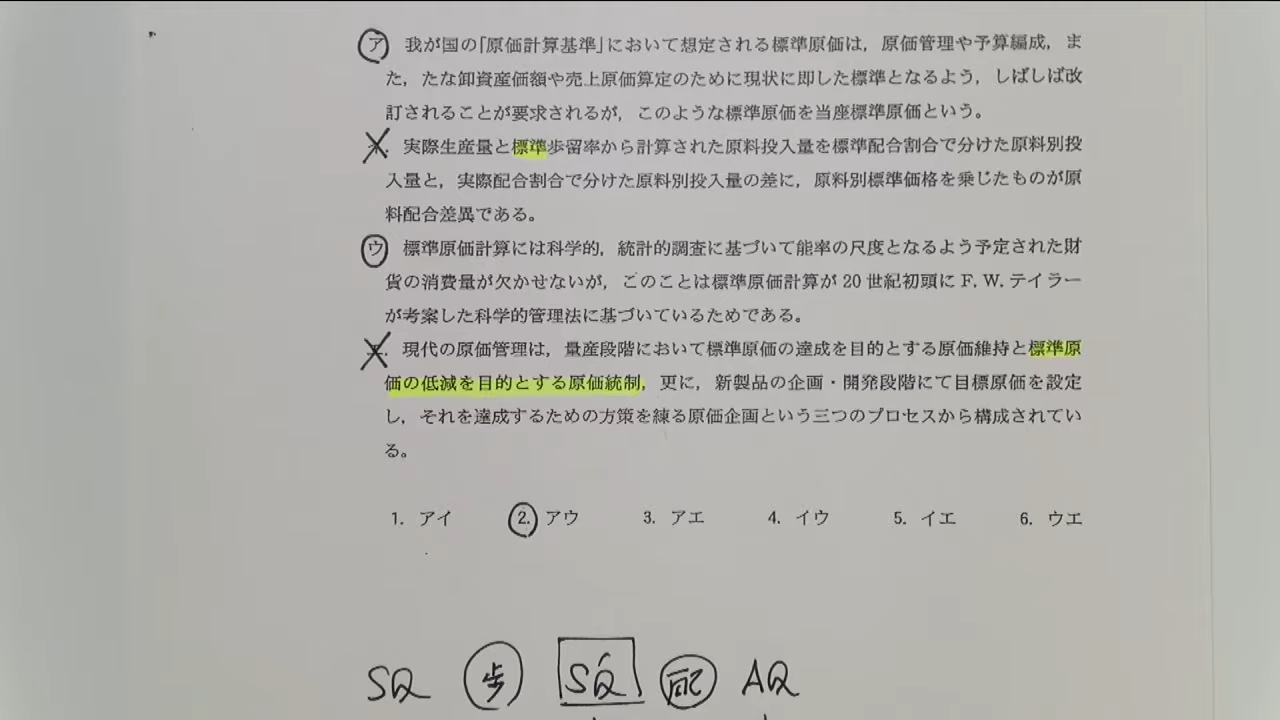 ア 我が国の「原価計算基準」において想定される標準原価は，原価管理や予算編成，ま
た，たな卸資産価額や売上原価算定のために現状に即した標準となるよう，しばしば改
訂されることが要求されるが，このような標準原価を当座標準原価という。
実際生産量と標準歩留率から計算された原料投入量を標準配合割合で分けた原料別投
入量と，実際配合割合で分けた原料別投入量の差に，原料別標準価格を乗じたものが原
料配合差異である。
ウ 標準原価計算には科学的，統計的調査に基づいて能率の尺度となるよう予定された財
貨の消費量が欠かせないが，このことは標準原価計算が 20 世紀初頭に F. W. テイラー
が考案した科学的管理法に基づいているためである。
現代の原価管理は，量産段階において標準原価の達成を目的とする原価維持と標準原
価の低減を目的とする原価統制，更に，新製品の企画・開発段階にて目標原価を設定
し，それを達成するための方策を練る原価企画という三つのプロセスから構成されてい
る。
1. アイ 2. アウ 3. アエ 4. イウ 5. イエ 6. ウエ
SQ 歩 SQ́ 配 AQ